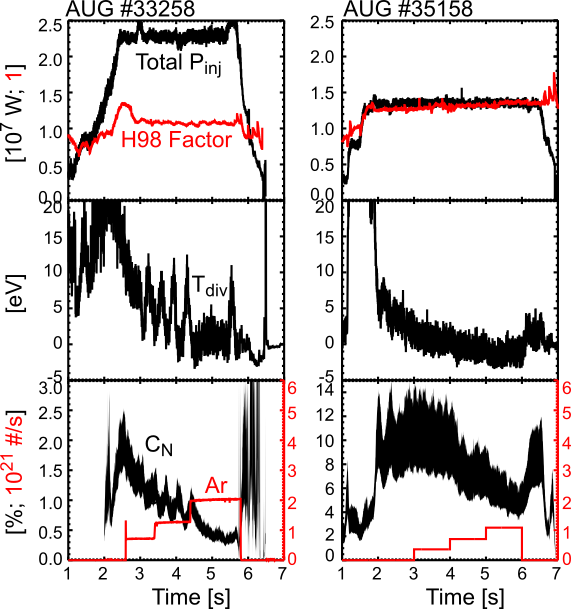 AUG #33258 AUG #35158
[10⁷ W; 1]
2.5 2.5
2.0 2.0
1.5 1.5
1.0 1.0
0.5 0.5
0.0 0.0
Total Pinj
H98 Factor
[eV]
20 20
15 15
10 10
5 5
0 0
-5 -5
Tdiv
[%; 10²¹ #/s]
3.0 6 14 6
2.5 5 12 5
2.0 4 10 4
1.5 3 8 3
1.0 2 6 2
0.5 1 4 1
0.0 0 2 0
0
CN
Ar
1 2 3 4 5 6 7 1 2 3 4 5 6 7
Time [s] Time [s]